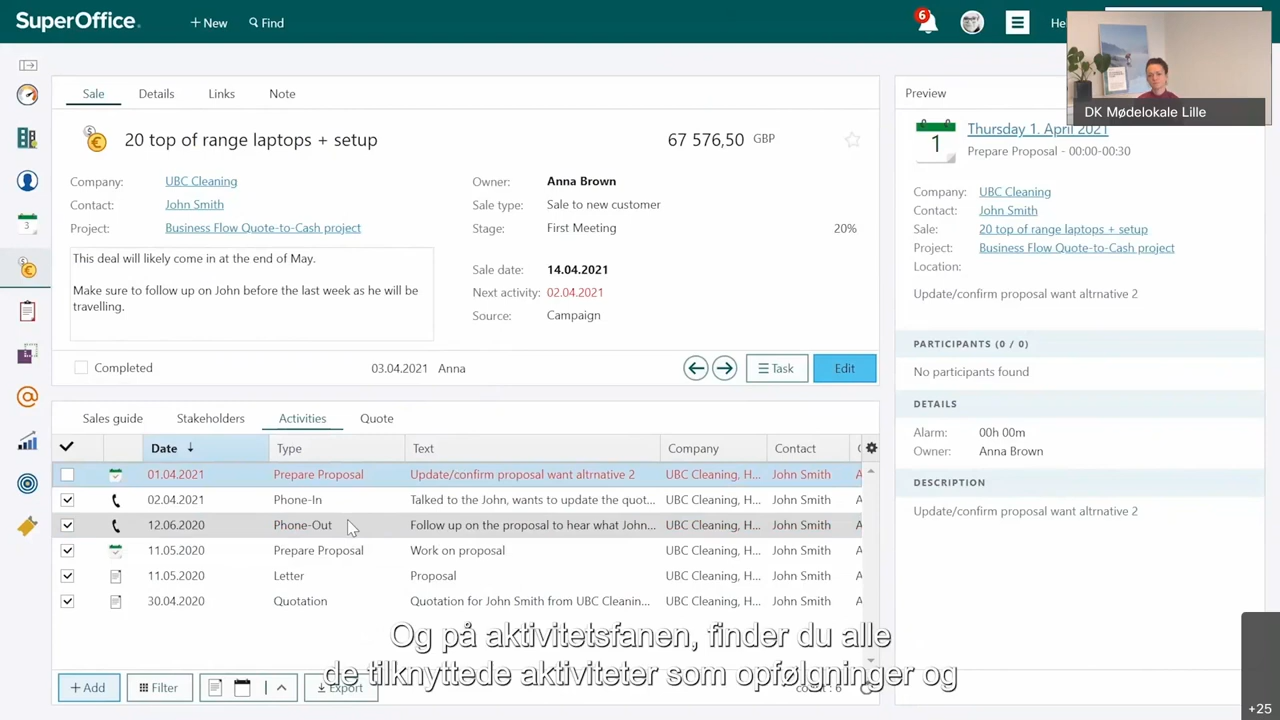 SuperOffice.
+ New
Find
6
He
DK Mødelokale Lille
3
Sale
Details
Links
Note
20 top of range laptops + setup
67 576,50 GBP
Company: UBC Cleaning
Contact: John Smith
Project: Business Flow Quote-to-Cash project
This deal will likely come in at the end of May.
Make sure to follow up on John before the last week as he will be
travelling.
Owner: Anna Brown
Sale type: Sale to new customer
Stage: First Meeting 20%
Sale date: 14.04.2021
Next activity: 02.04.2021
Source: Campaign
Completed
03.04.2021 Anna
Task
Edit
Sales guide
Stakeholders
Activities
Quote
Date Type Text Company Contact C
01.04.2021 Prepare Proposal Update/confirm proposal want altrnative 2 UBC Cleaning, H... John Smith A
02.04.2021 Phone-In Talked to the John, wants to update the quot... UBC Cleaning, H... John Smith A
12.06.2020 Phone-Out Follow up on the proposal to hear what John... UBC Cleaning, H... John Smith A
11.05.2020 Prepare Proposal Work on proposal UBC Cleaning, H... John Smith A
11.05.2020 Letter Proposal UBC Cleaning, H... John Smith A
30.04.2020 Quotation Quotation for John Smith from UBC Cleanin... UBC Cleaning, H... John Smith A
+ Add
Filter
Export
count : 6
Preview
1
Thursday 1. April 2021
Prepare Proposal - 00:00-00:30
Company: UBC Cleaning
Contact: John Smith
Sale: 20 top of range laptops + setup
Project: Business Flow Quote-to-Cash project
Location:
Update/confirm proposal want altrnative 2
PARTICIPANTS (0 / 0)
No participants found
DETAILS
Alarm: 00h 00m
Owner: Anna Brown
DESCRIPTION
Update/confirm proposal want altrnative 2
Og på aktivitetsfanen, finder du alle
de tilknyttede aktiviteter som opfølgninger og
+25